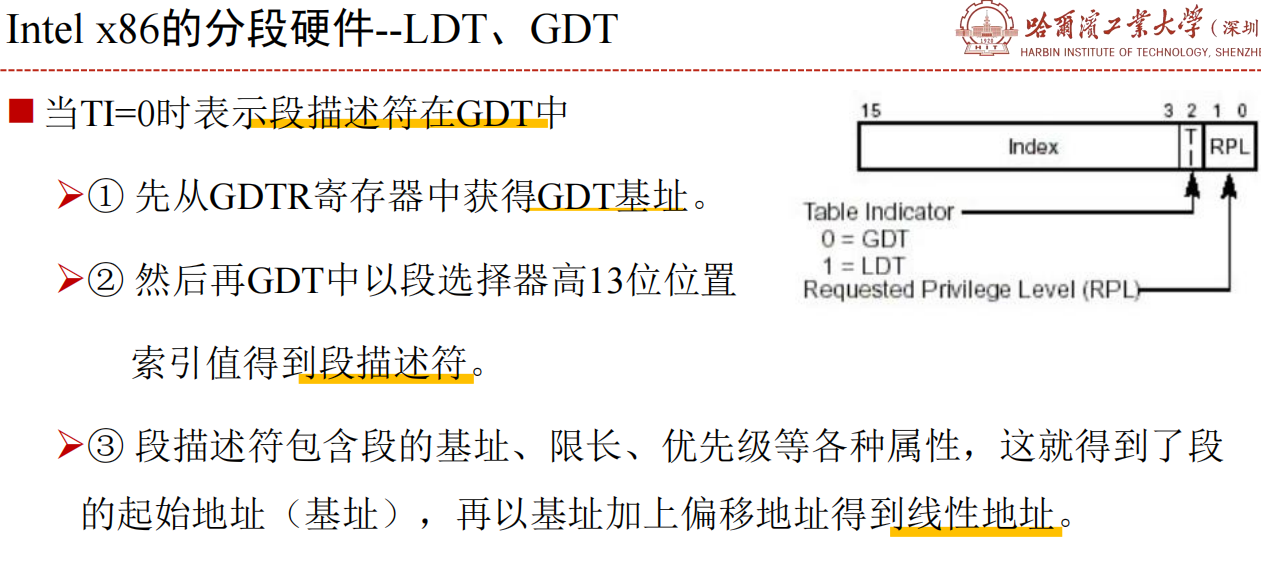 Intel x86的分段硬件--LDT、GDT
哈尔滨工业大学（深圳
HARBIN INSTITUTE OF TECHNOLOGY, SHENZHE
HIT
■当TI=0时表示段描述符在GDT中
➢① 先从GDTR寄存器中获得GDT基址。
➢② 然后再GDT中以段选择器高13位位置
索引值得到段描述符。
➢③ 段描述符包含段的基址、限长、优先级等各种属性，这就得到了段
的起始地址（基址），再以基址加上偏移地址得到线性地址。
15 3 2 1 0
Index TI RPL
Table Indicator
0 = GDT
1 = LDT
Requested Privilege Level (RPL)